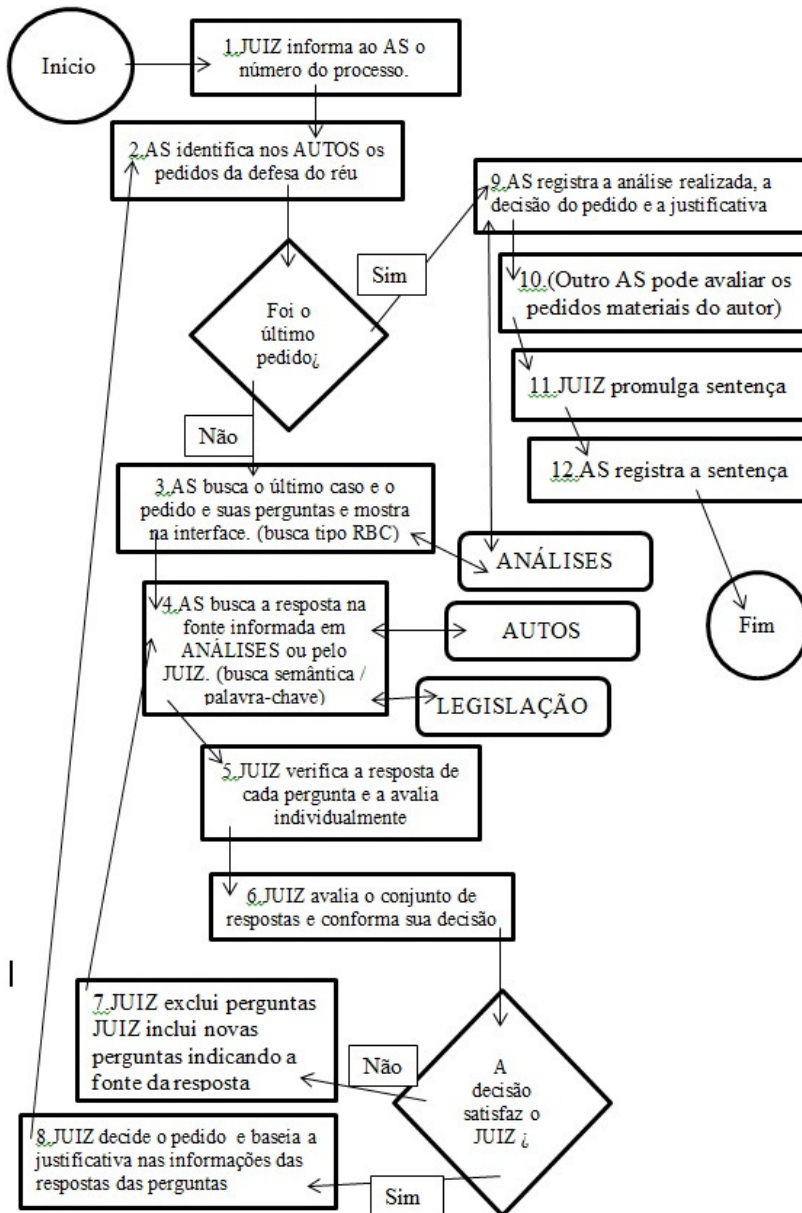 Início
1.JUIZ informa ao AS o
número do processo.
2.AS identifica nos AUTOS os
pedidos da defesa do réu
Foi o
último
pedido¿
Sim
Não
3.AS busca o último caso e o
pedido e suas perguntas e mostra
na interface. (busca tipo RBC)
4.AS busca a resposta na
fonte informada em
ANÁLISES ou pelo
JUIZ. (busca semântica /
palavra-chave)
ANÁLISES
AUTOS
LEGISLAÇÃO
5.JUIZ verifica a resposta de
cada pergunta e a avalia
individualmente
6.JUIZ avalia o conjunto de
respostas e conforma sua decisão
A
decisão
satisfaz o
JUIZ ¿
Não
7.JUIZ exclui perguntas
JUIZ inclui novas
perguntas indicando a
fonte da resposta
Sim
8.JUIZ decide o pedido e baseia a
justificativa nas informações das
respostas das perguntas
9.AS registra a análise realizada, a
decisão do pedido e a justificativa
10.(Outro AS pode avaliar os
pedidos materiais do autor)
11.JUIZ promulga sentença
12.AS registra a sentença
Fim